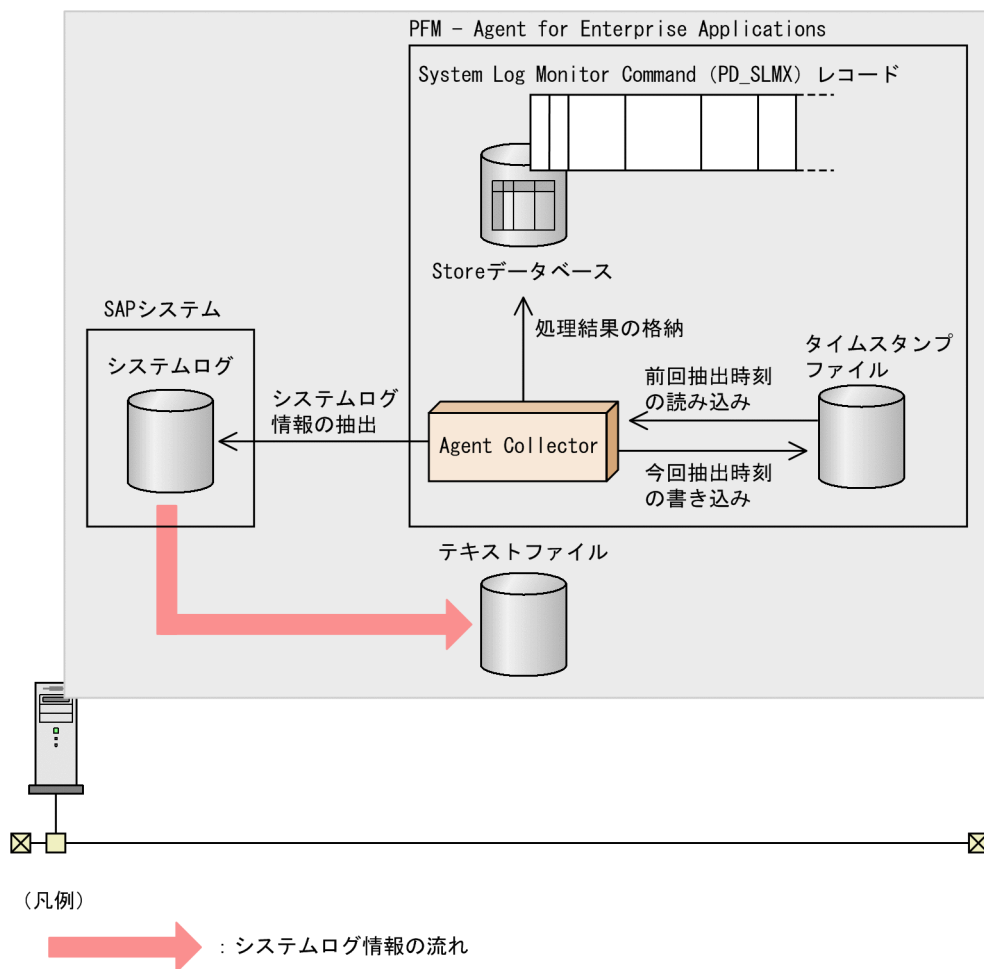 PFM - Agent for Enterprise Applications
System Log Monitor Command (PD_SLMX) レコード
Storeデータベース
SAPシステム
システムログ
処理結果の格納
システムログ
情報の抽出
Agent Collector
前回抽出時刻
の読み込み
今回抽出時刻
の書き込み
タイムスタンプ
ファイル
テキストファイル
(凡例)
：システムログ情報の流れ